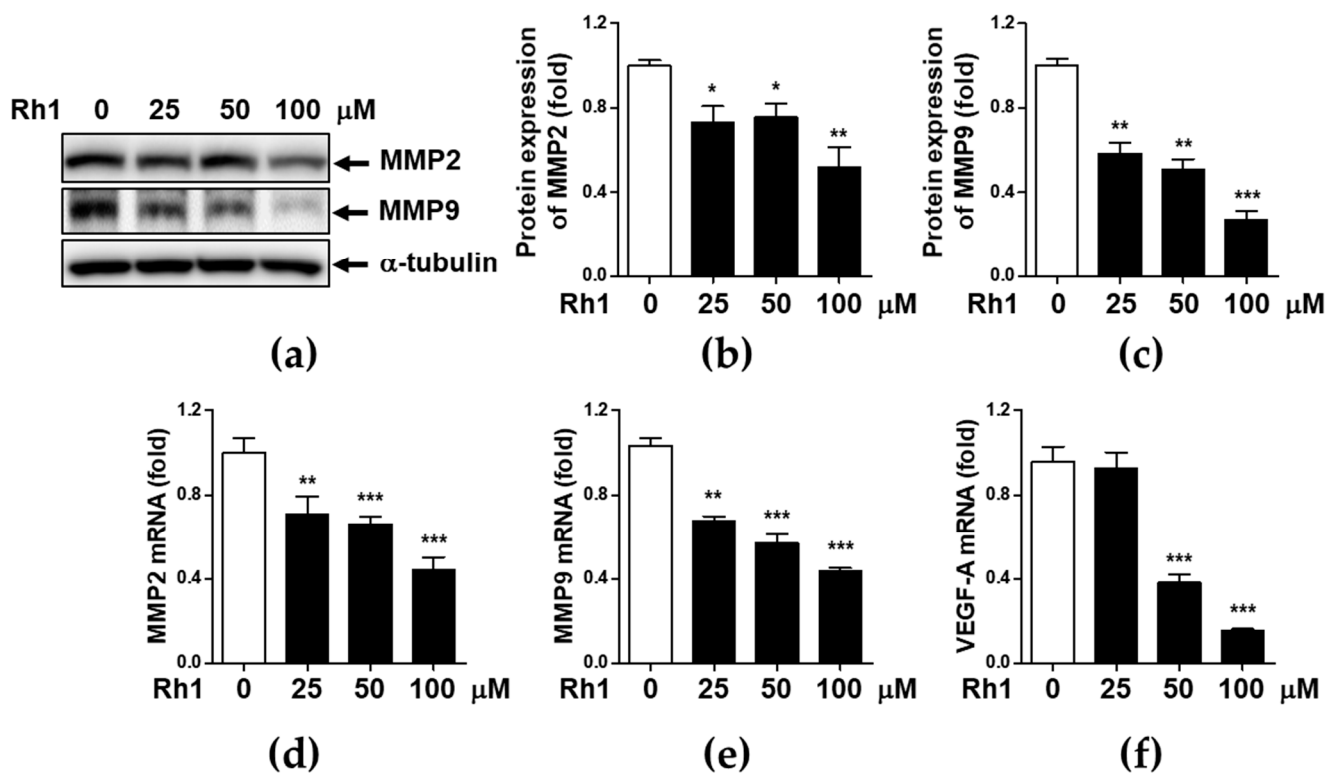 Rh1 0 25 50 100 μM
MMP2
MMP9
α-tubulin
(a)
Protein expression
of MMP2 (fold)
1.2
0.8
0.4
0.0
* * **
Rh1 0 25 50 100 μM
(b)
Protein expression
of MMP9 (fold)
1.2
0.8
0.4
0.0
** ** ***
Rh1 0 25 50 100 μM
(c)
MMP2 mRNA (fold)
1.2
0.8
0.4
0.0
** *** ***
Rh1 0 25 50 100 μM
(d)
MMP9 mRNA (fold)
1.2
0.8
0.4
0.0
** *** ***
Rh1 0 25 50 100 μM
(e)
VEGF-A mRNA (fold)
1.2
0.8
0.4
0.0
*** ***
Rh1 0 25 50 100 μM
(f)